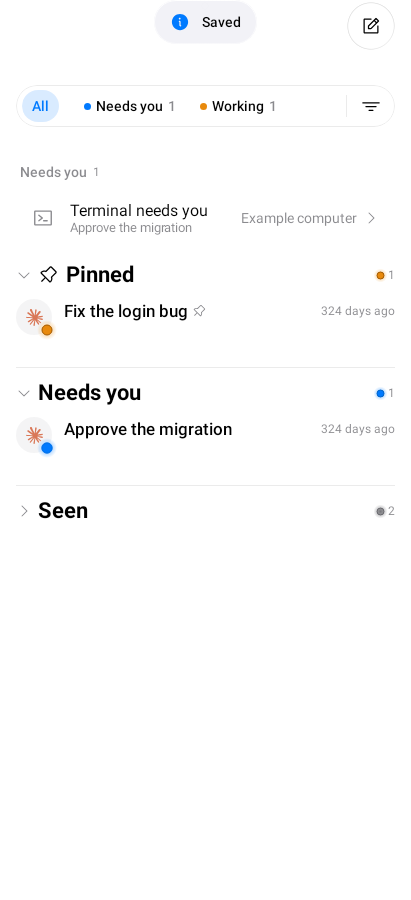 Saved
All
Needs you 1
Working 1
Needs you 1
Terminal needs you
Approve the migration
Example computer
Pinned
1
Fix the login bug
324 days ago
Needs you
1
Approve the migration
324 days ago
Seen
2